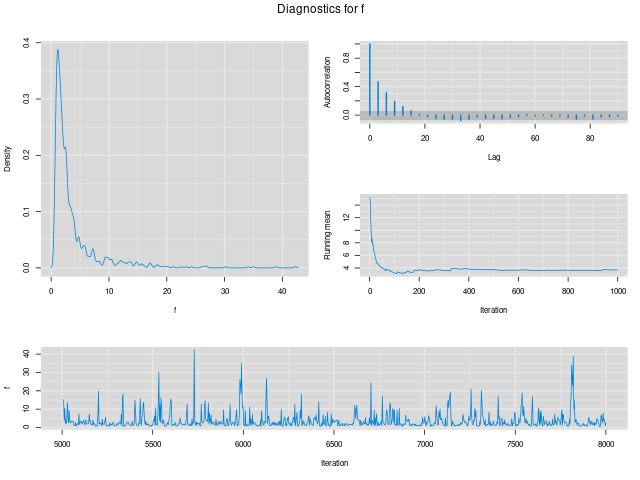 Diagnostics for f
Density
0.0 0.1 0.2 0.3 0.4
0 10 20 30 40
f
Autocorrelation
0.0 0.4 0.8
0 20 40 60 80
Lag
Running mean
4 6 8 12
0 200 400 600 800 1000
Iteration
f
0 10 20 30 40
5000 5500 6000 6500 7000 7500 8000
Iteration